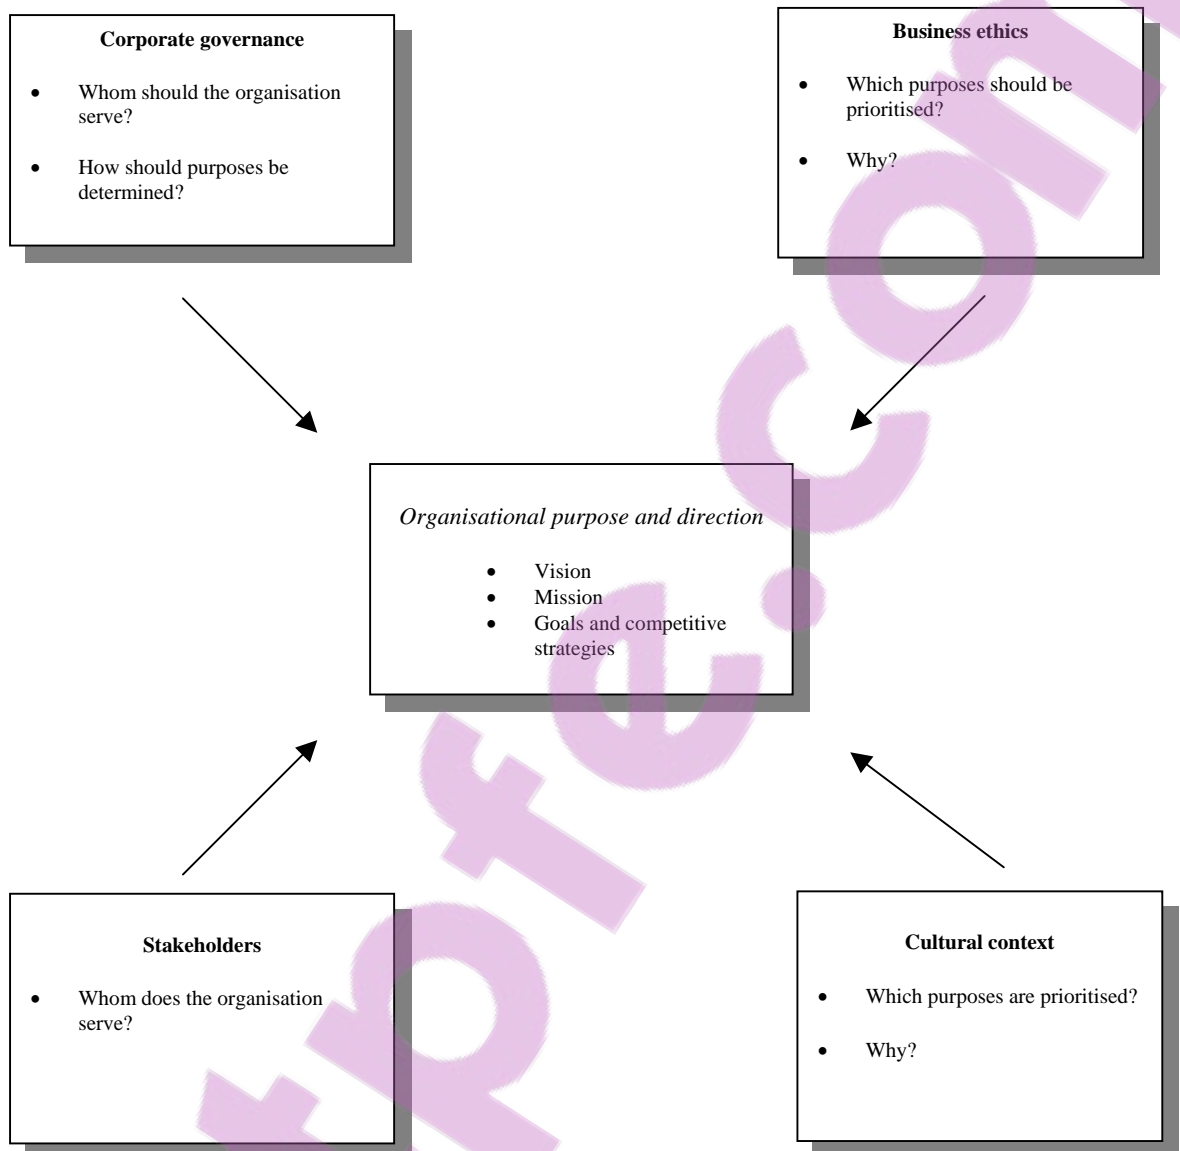 Corporate governance
• Whom should the organisation
serve?
• How should purposes be
determined?
Business ethics
• Which purposes should be
prioritised?
• Why?
Organisational purpose and direction
• Vision
• Mission
• Goals and competitive
strategies
Stakeholders
• Whom does the organisation
serve?
Cultural context
• Which purposes are prioritised?
• Why?
tpfe.com